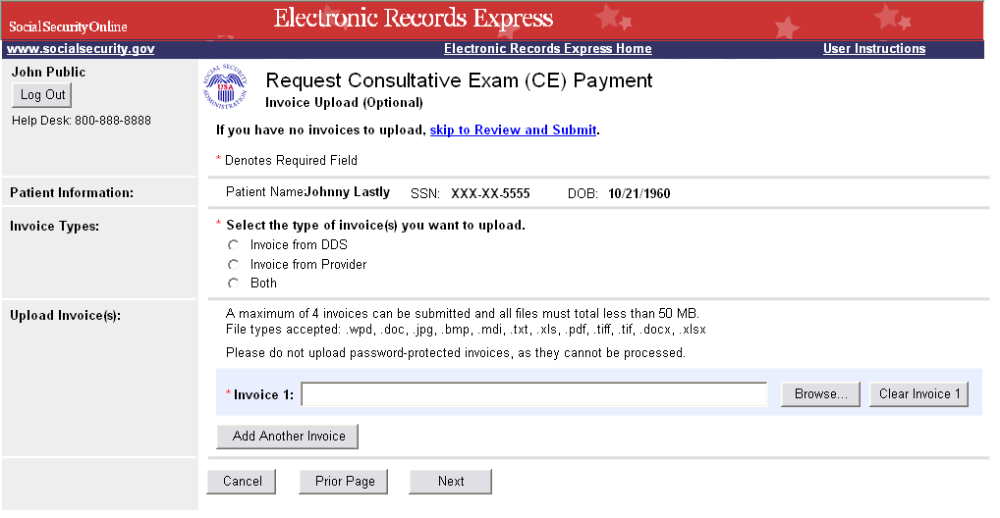 Social Security Online
Electronic Records Express
www.socialsecurity.gov
Electronic Records Express Home
User Instructions
John Public
Log Out
Help Desk: 800-888-8888
SOCIAL SECURITY ADMINISTRATION
USA
Request Consultative Exam (CE) Payment
Invoice Upload (Optional)
If you have no invoices to upload, skip to Review and Submit.
* Denotes Required Field
Patient Information:
Patient Name:Johnny Lastly SSN: XXX-XX-5555 DOB: 10/21/1960
Invoice Types:
* Select the type of invoice(s) you want to upload.
Invoice from DDS
Invoice from Provider
Both
Upload Invoice(s):
A maximum of 4 invoices can be submitted and all files must total less than 50 MB.
File types accepted: .wpd, .doc, .jpg, .bmp, .mdi, .txt, .xls, .pdf, .tiff, .tif, .docx, .xlsx
Please do not upload password-protected invoices, as they cannot be processed.
* Invoice 1: Browse... Clear Invoice 1
Add Another Invoice
Cancel Prior Page Next